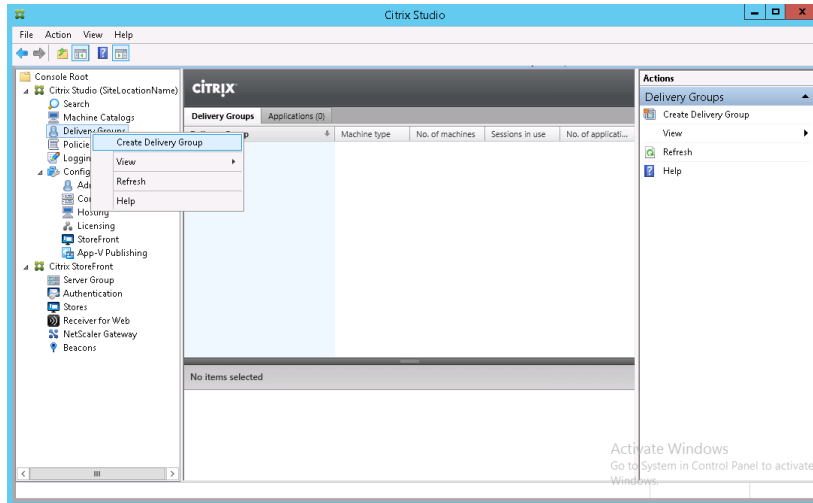 Citrix Studio
File Action View Help
Console Root
Citrix Studio (SiteLocationName)
Search
Machine Catalogs
Delivery Groups
Policie
Loggin
Config
Adi
Co
Hosting
Licensing
StoreFront
App-V Publishing
Citrix StoreFront
Server Group
Authentication
Stores
Receiver for Web
NetScaler Gateway
Beacons
Create Delivery Group
View
Refresh
Help
CİTRIX
Delivery Groups Applications (0)
Machine type No. of machines Sessions in use No. of applicati...
No items selected
Actions
Delivery Groups
Create Delivery Group
View
Refresh
Help
Activate Windows
Go to System in Control Panel to activate
Windows.